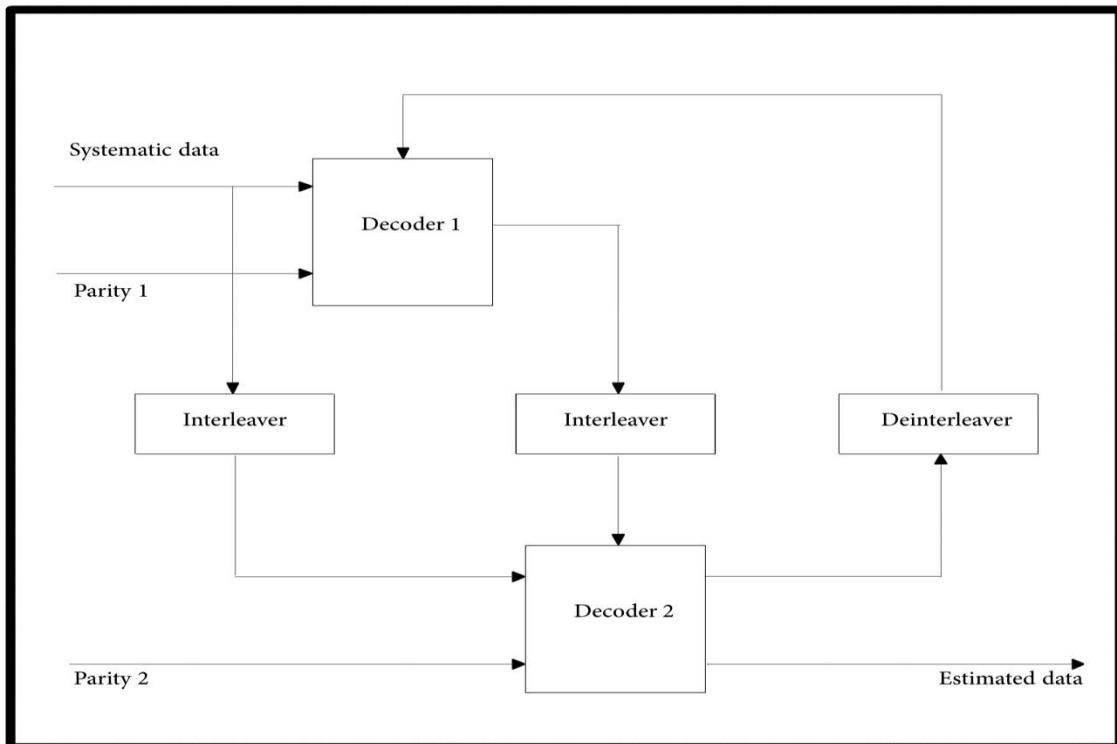 Systematic data
Decoder 1
Parity 1
Interleaver
Interleaver
Deinterleaver
Decoder 2
Parity 2
Estimated data